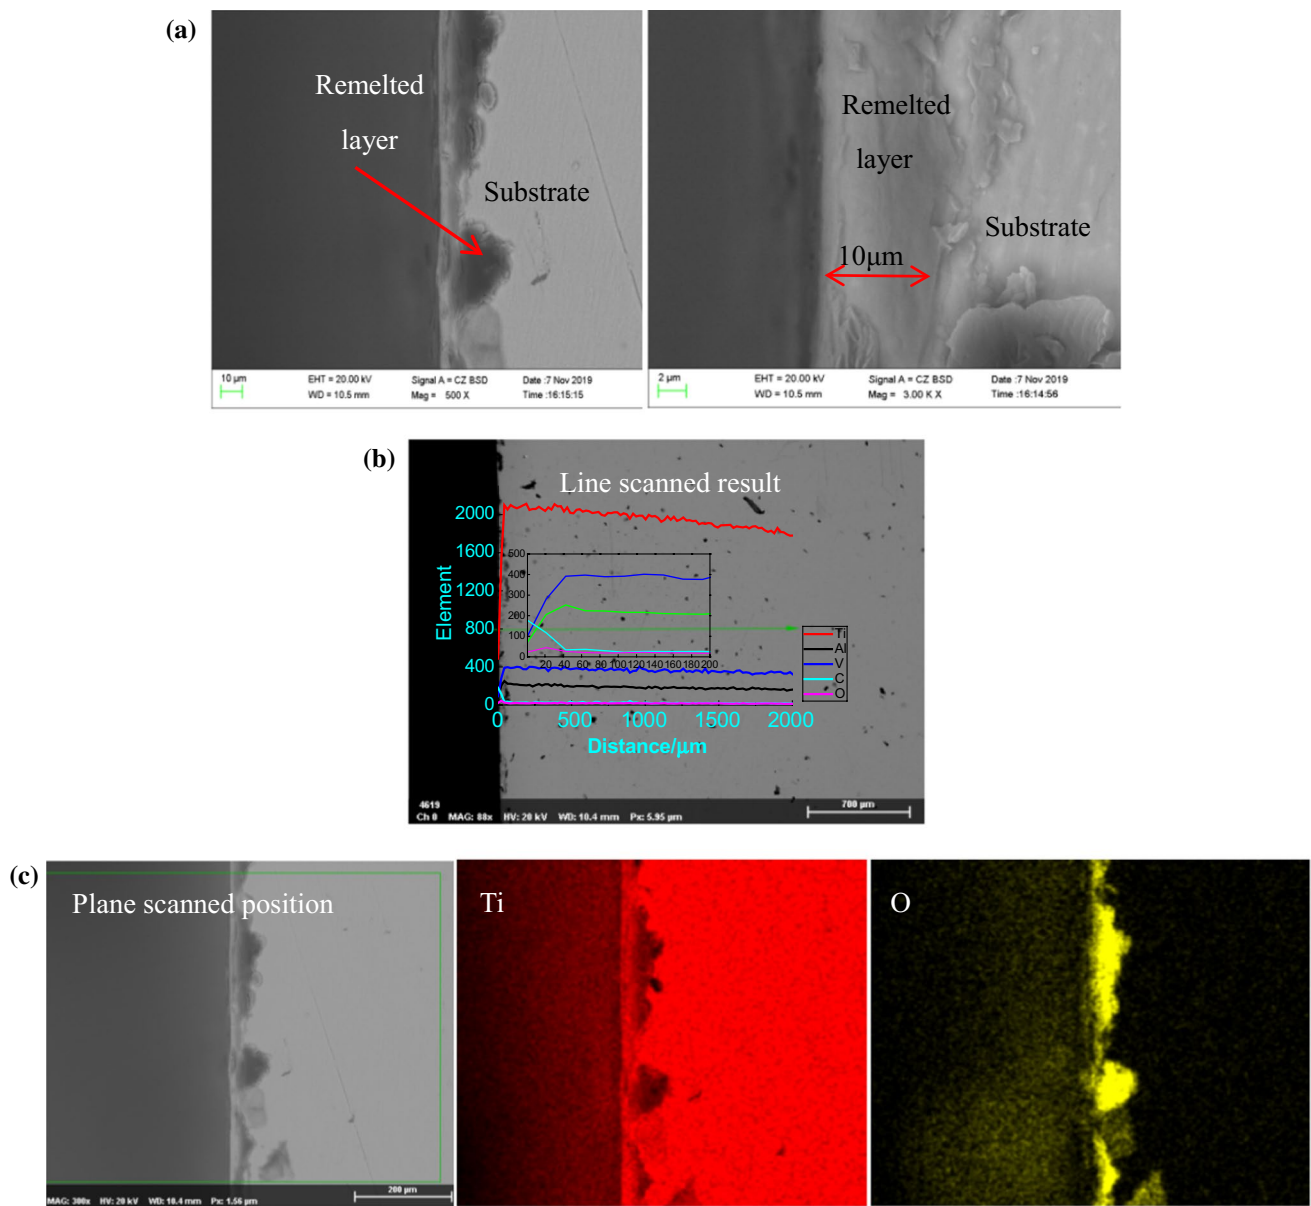 (a)
Remelted
layer
Substrate
10 μm
EHT = 20.00 kV
Signal A = CZ BSD
Date :7 Nov 2019
WD = 10.5 mm
Mag = 500 X
Time :16:15:15
Remelted
layer
Substrate
10μm
2 μm
EHT = 20.00 kV
Signal A = CZ BSD
Date :7 Nov 2019
WD = 10.5 mm
Mag = 3.00 K X
Time :16:14:56
(b)
Line scanned result
Element
2000
1600
1200
800
400
0
500
400
300
200
100
0
20 40 60 80 100 120 140 160 180 200
Ti
Al
V
C
O
0 500 1000 1500 2000
Distance/μm
4619
Ch 0 MAG: 88x HV: 20 kV WD: 10.4 mm Px: 5.95 μm
700 μm
(c)
Plane scanned position
MAG: 300x HV: 20 kV WD: 10.4 mm Px: 1.56 μm
200 μm
Ti
O